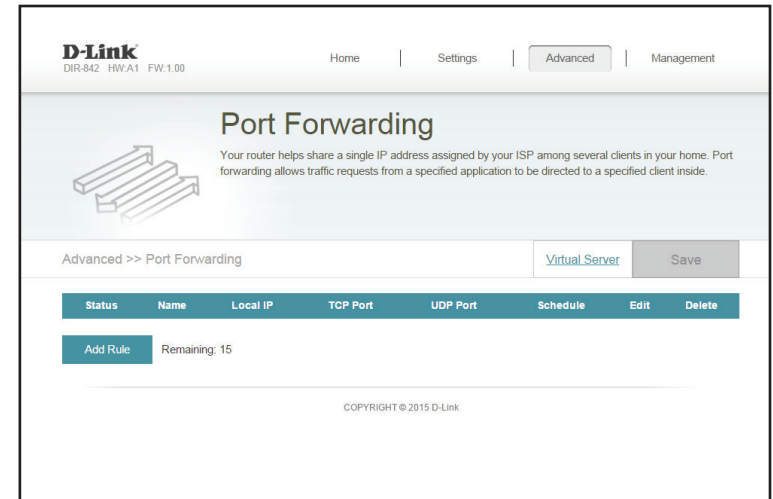 D-Link
DIR-842 HW:A1 FW:1.00
Home Settings Advanced Management
Port Forwarding
Your router helps share a single IP address assigned by your ISP among several clients in your home. Port
forwarding allows traffic requests from a specified application to be directed to a specified client inside.
Advanced >> Port Forwarding
Virtual Server Save
Status Name Local IP TCP Port UDP Port Schedule Edit Delete
Add Rule Remaining: 15
COPYRIGHT © 2015 D-Link